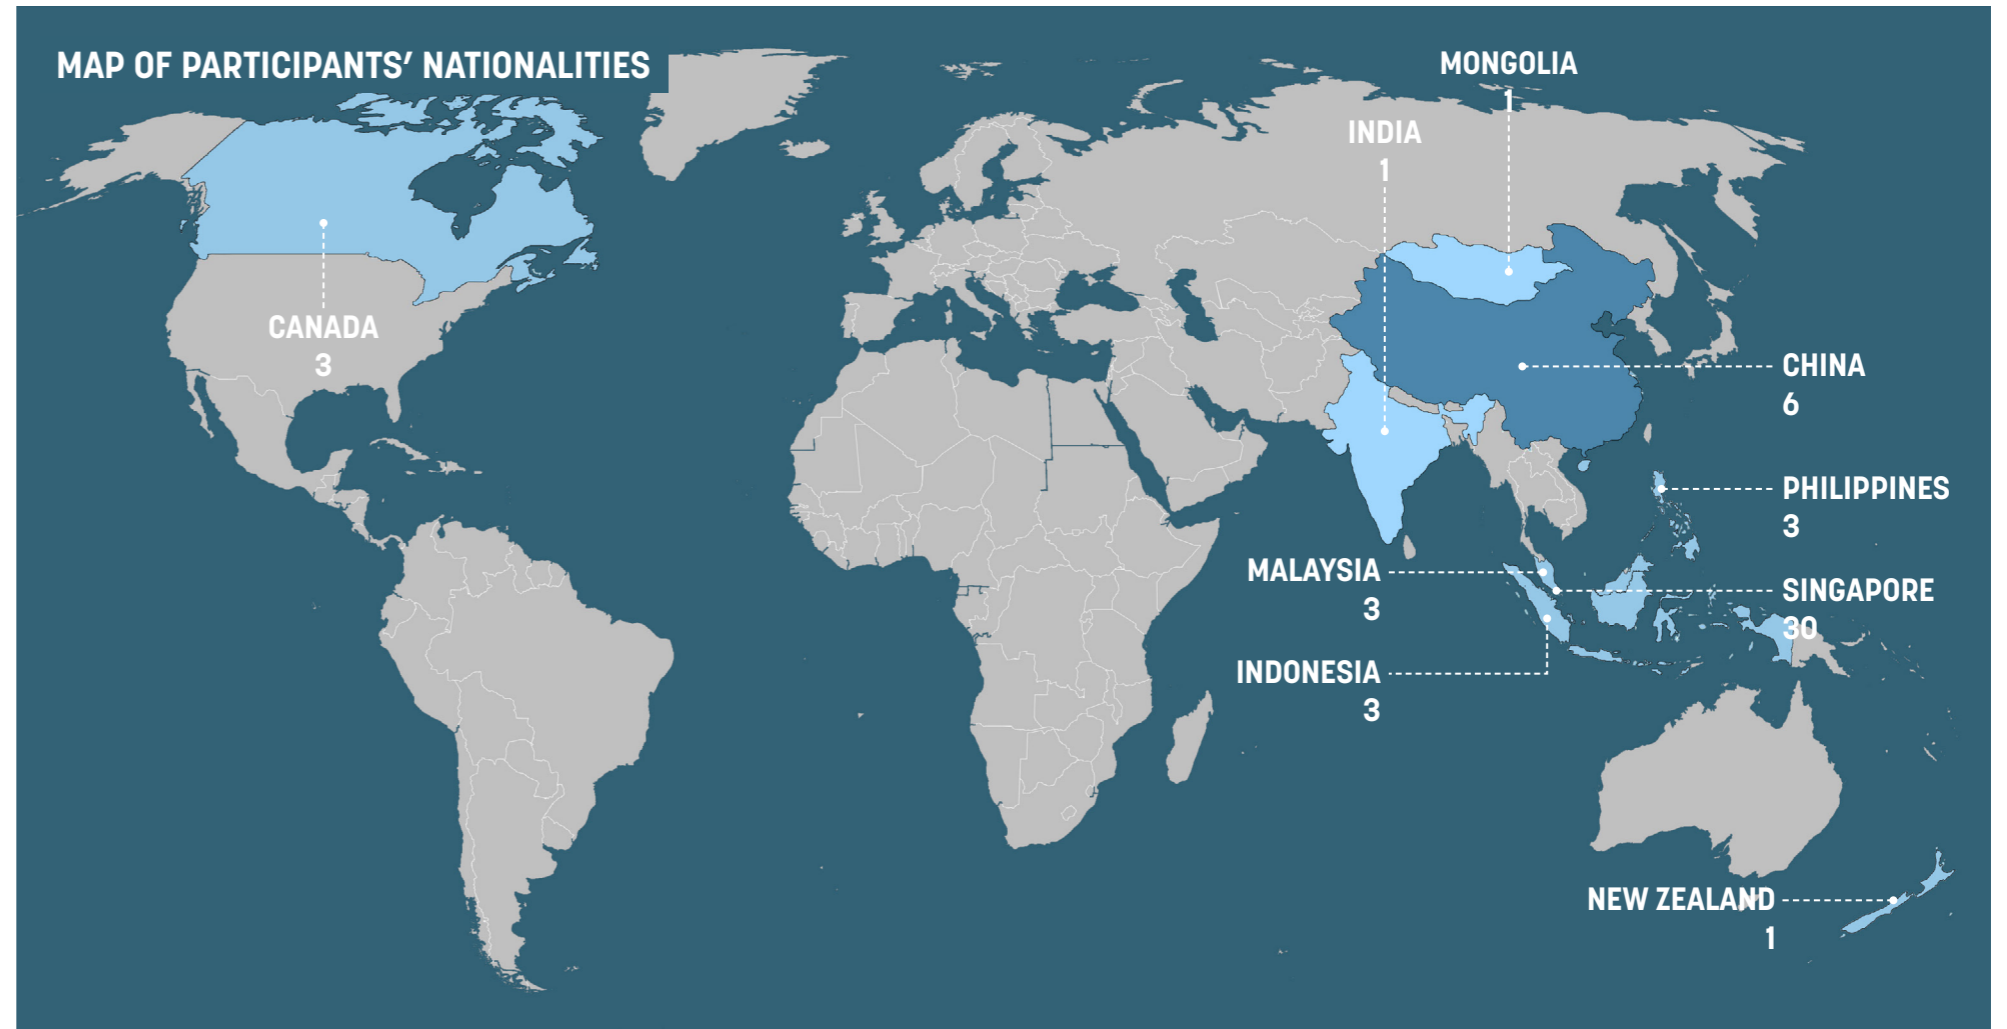 MAP OF PARTICIPANTS' NATIONALITIES
MONGOLIA
1
INDIA
1
CANADA
3
CHINA
6
PHILIPPINES
3
MALAYSIA
3
SINGAPORE
30
INDONESIA
3
NEW ZEALAND
1